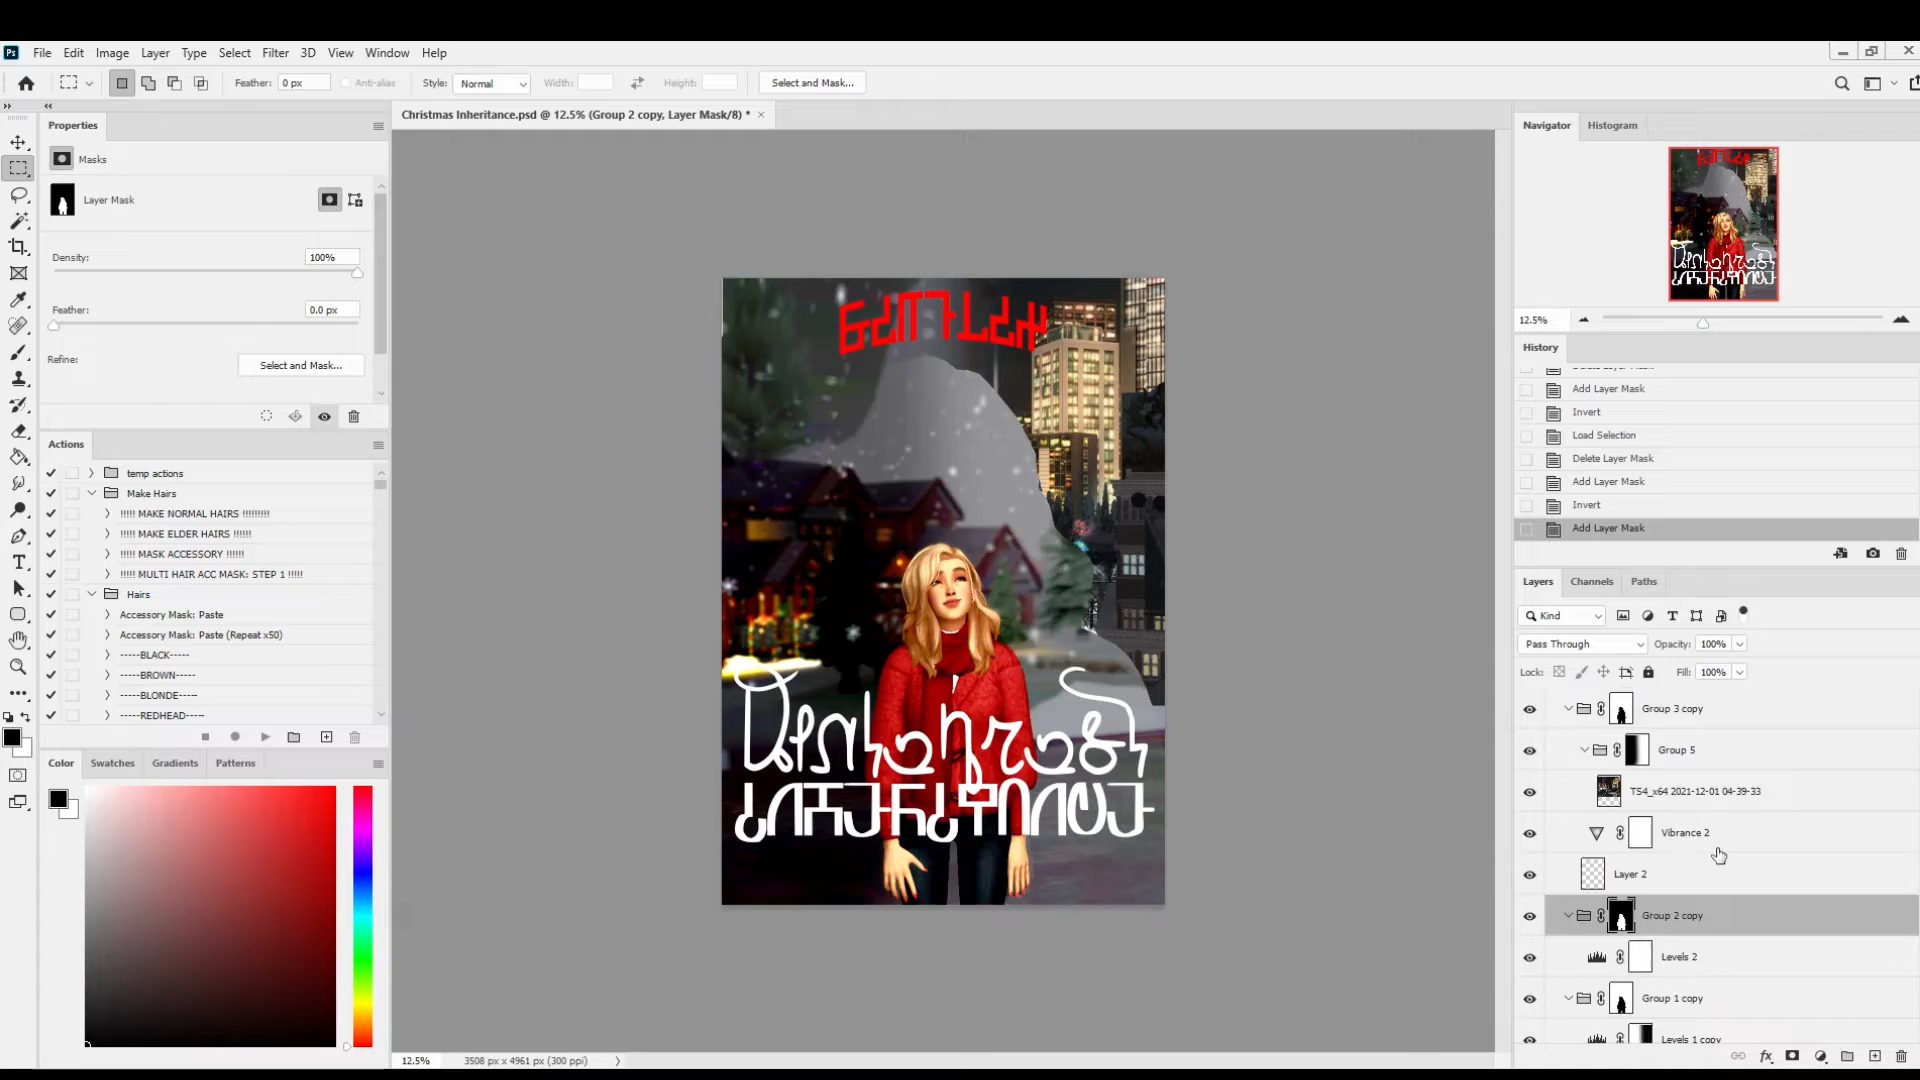 File Edit Image Layer Type Select Filter 3D View Window Help
Feather: 0 px Anti-alias Style: Normal Width: Height: Select and Mask...
Christmas Inheritance.psd @ 12.5% (Group 2 copy, Layer Mask/8) * ×
Properties
Masks
Layer Mask
Density: 100%
Feather: 0.0 px
Refine: Select and Mask...
Actions
temp actions
Make Hairs
!!!!! MAKE NORMAL HAIRS !!!!!!!!!
!!!!! MAKE ELDER HAIRS !!!!!!
!!!!! MASK ACCESSORY !!!!!!
!!!!! MULTI HAIR ACC MASK: STEP 1 !!!!!
Hairs
Accessory Mask: Paste
Accessory Mask: Paste (Repeat x50)
-----BLACK-----
-----BROWN-----
-----BLONDE-----
-----REDHEAD-----
Color Swatches Gradients Patterns
12.5% 3508 px x 4961 px (300 ppi)
Navigator Histogram
12.5%
History
Delete Layer Mask
Add Layer Mask
Invert
Load Selection
Delete Layer Mask
Add Layer Mask
Invert
Add Layer Mask
Layers Channels Paths
Kind
Pass Through Opacity: 100%
Lock: Fill: 100%
Group 3 copy
Group 5
TS4_x64 2021-12-01 04-39-33
Vibrance 2
Layer 2
Group 2 copy
Levels 2
Group 1 copy
Levels 1 copy